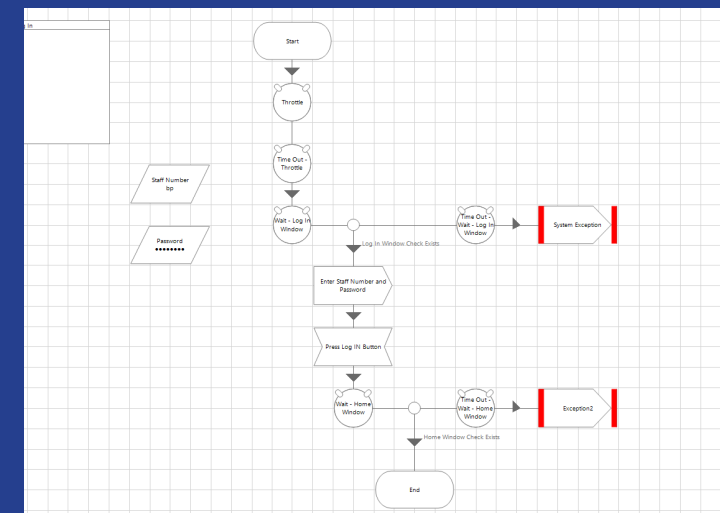 In
Start
Throttle
Time Out -
Throttle
Staff Number
bp
Wait - Log In
Window
Time Out -
Wait - Log In
Window
System Exception
Password
••••••••
Log In Window Check Exists
Enter Staff Number and
Password
Press Log IN Button
Wait - Home
Window
Time Out -
Wait - Home
Window
Exception2
Home Window Check Exists
End